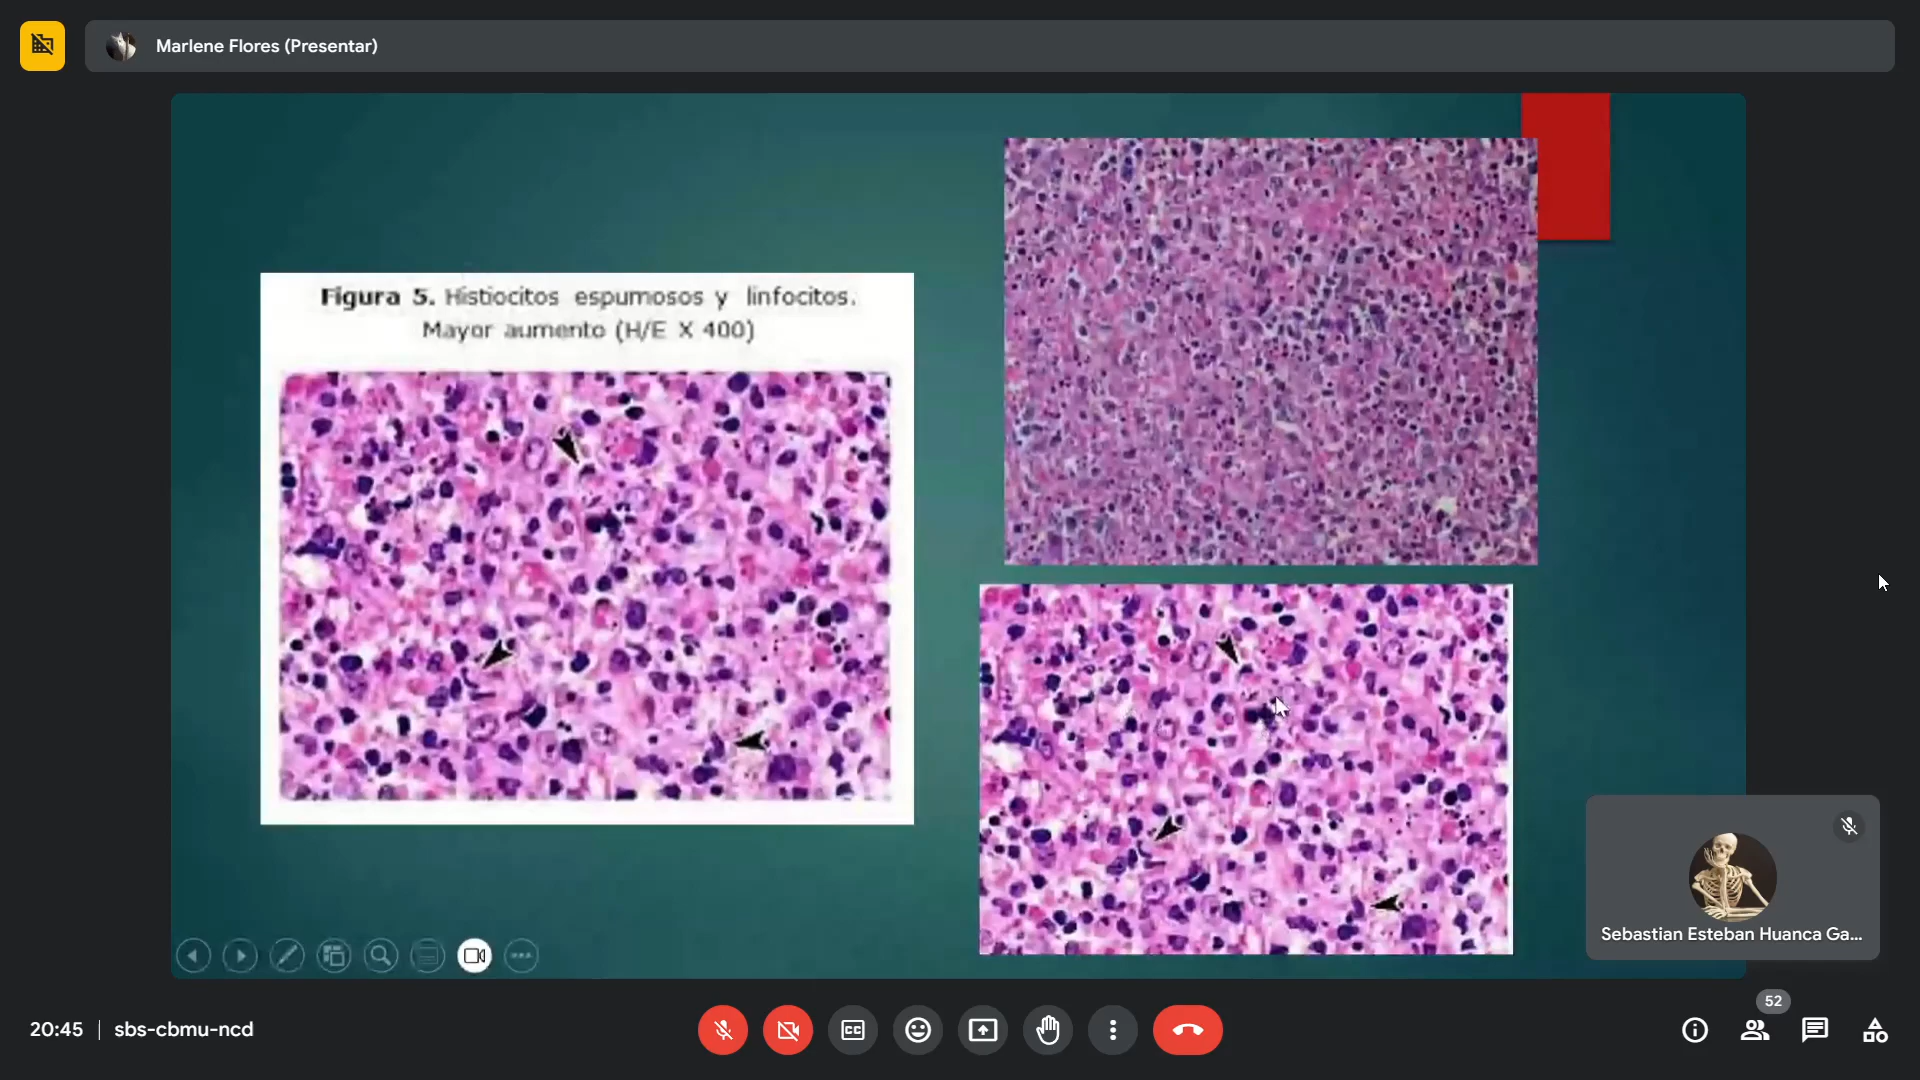 Marlene Flores (Presentar)
Figura 5. Histiocitos espumosos y linfocitos.
Mayor aumento (H/E X 400)
Sebastian Esteban Huanca Ga...
52
20:45 | sbs-cbmu-ncd